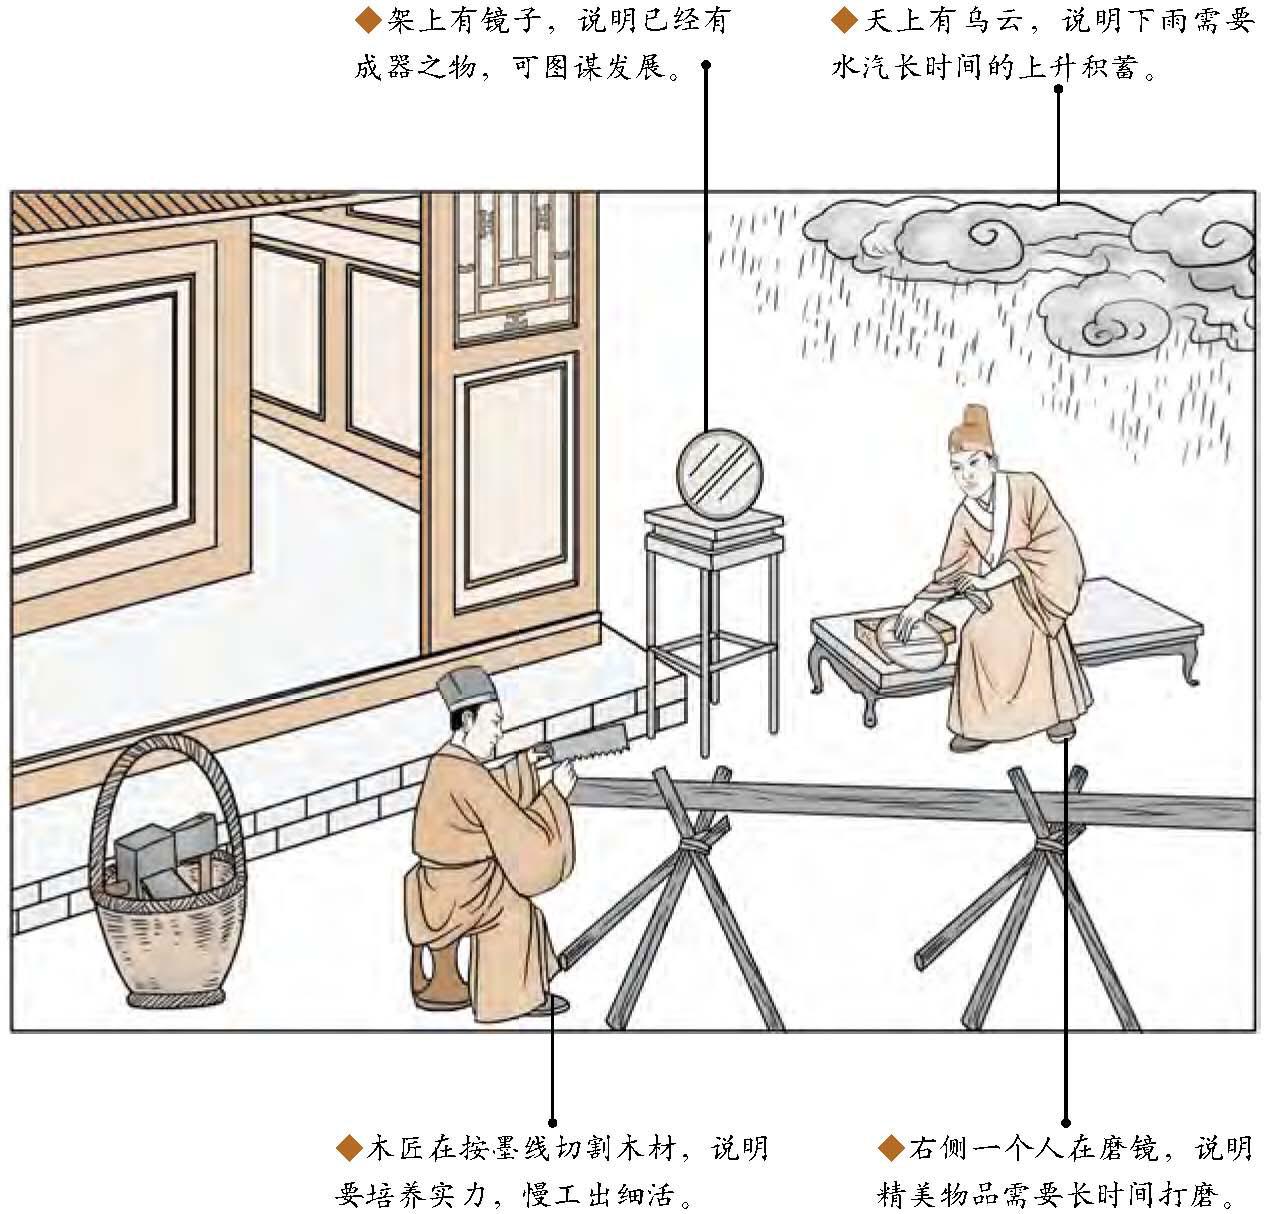 ◆架上有镜子，说明已经有
成器之物，可图谋发展。
◆天上有乌云，说明下雨需要
水汽长时间的上升积蓄。
◆木匠在按墨线切割木材，说明
要培养实力，慢工出细活。
◆右侧一个人在磨镜，说明
精美物品需要长时间打磨。